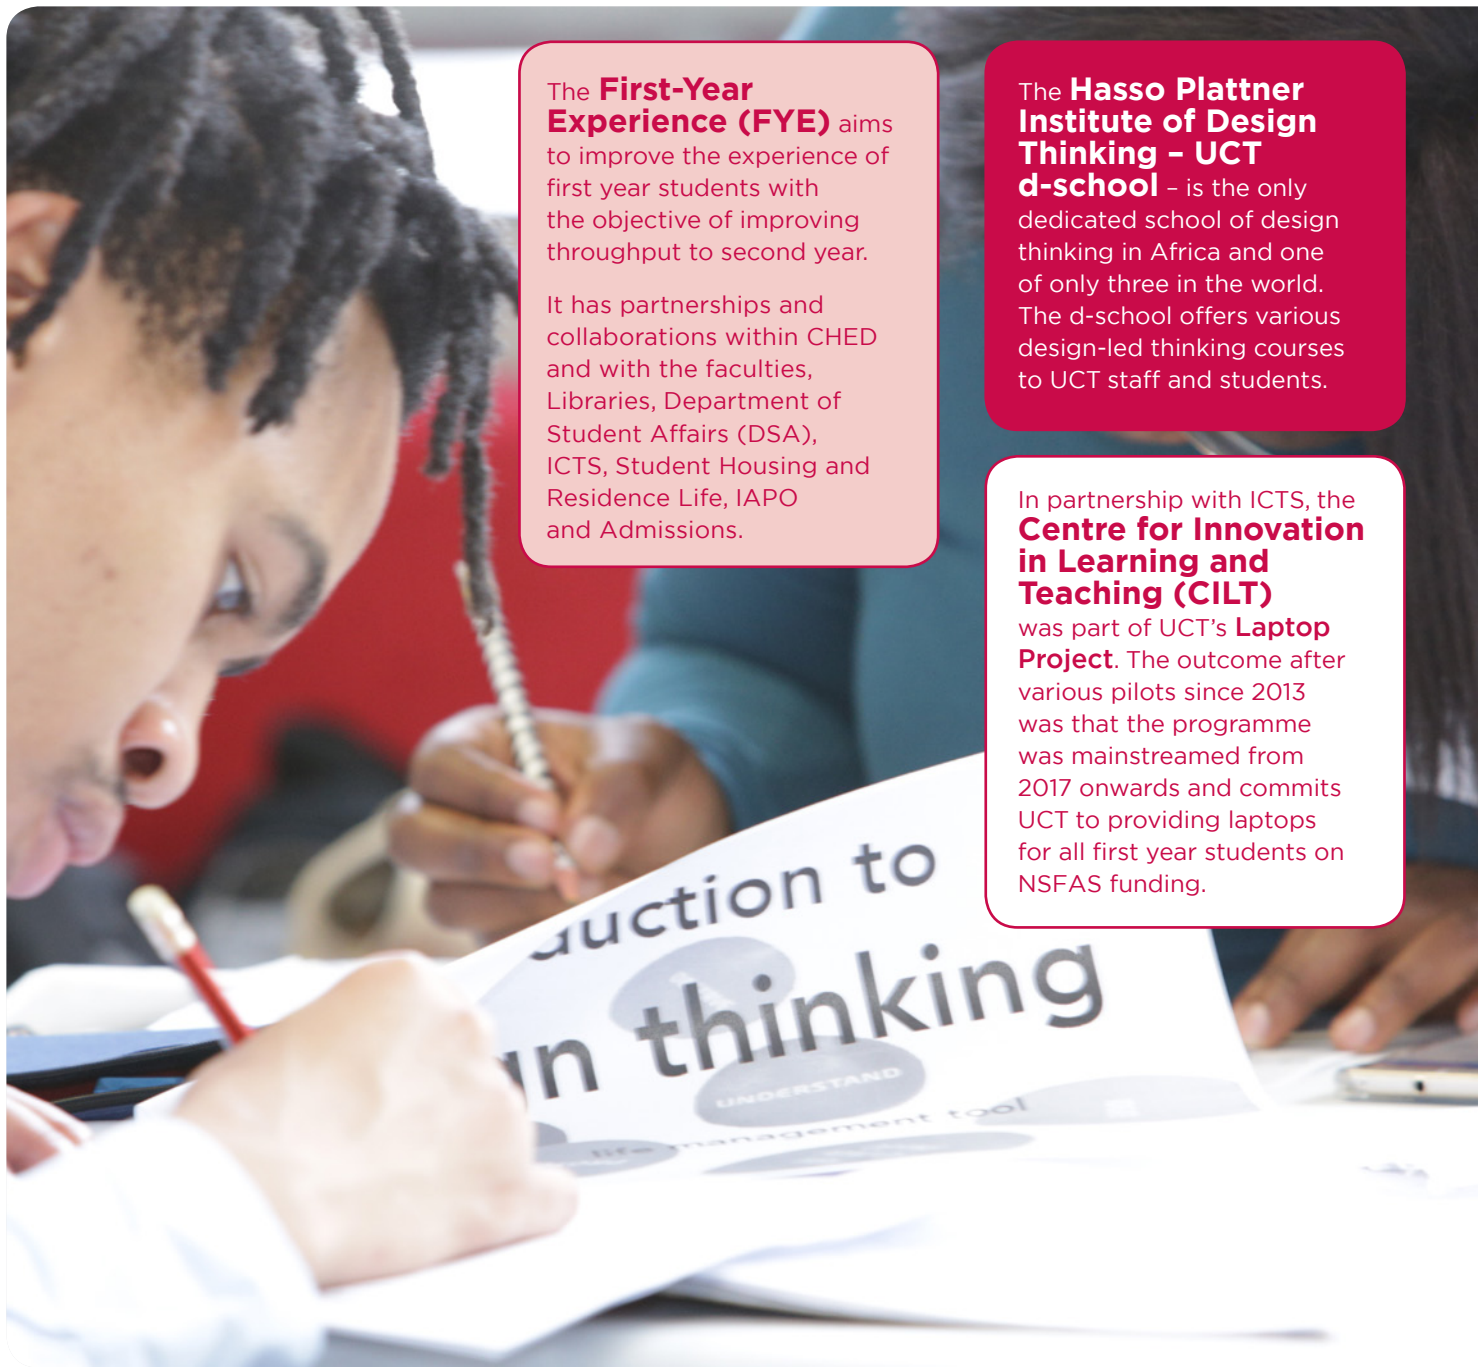 The First-Year
Experience (FYE) aims
to improve the experience of
first year students with
the objective of improving
throughput to second year.
It has partnerships and
collaborations within CHED
and with the faculties,
Libraries, Department of
Student Affairs (DSA),
ICTS, Student Housing and
Residence Life, IAPO
and Admissions.
The Hasso Plattner
Institute of Design
Thinking – UCT
d-school – is the only
dedicated school of design
thinking in Africa and one
of only three in the world.
The d-school offers various
design-led thinking courses
to UCT staff and students.
In partnership with ICTS, the
Centre for Innovation
in Learning and
Teaching (CILT)
was part of UCT’s Laptop
Project. The outcome after
various pilots since 2013
was that the programme
was mainstreamed from
2017 onwards and commits
UCT to providing laptops
for all first year students on
NSFAS funding.
uction to
thinking
UNDERSTAND
life management tool